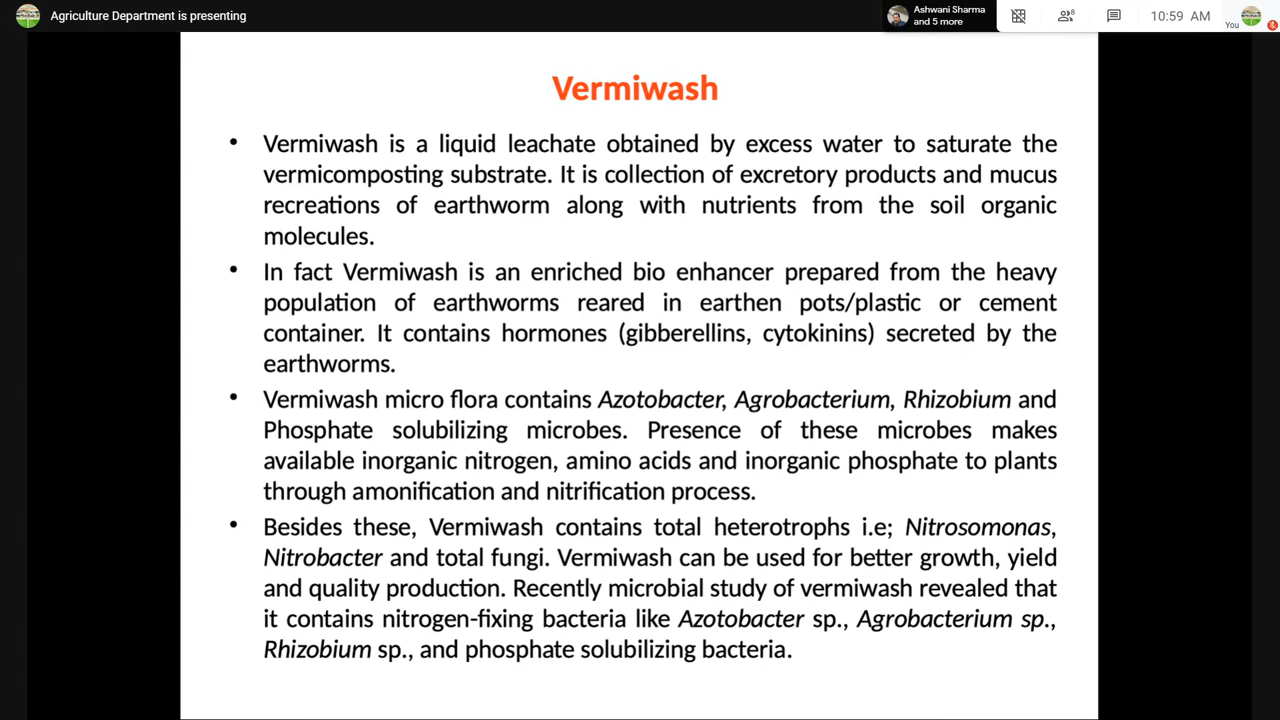 Agriculture Department is presenting
Ashwani Sharma
and 5 more
8
10:59 AM
You
Vermiwash
• Vermiwash is a liquid leachate obtained by excess water to saturate the
vermicomposting substrate. It is collection of excretory products and mucus
recreations of earthworm along with nutrients from the soil organic
molecules.
• In fact Vermiwash is an enriched bio enhancer prepared from the heavy
population of earthworms reared in earthen pots/plastic or cement
container. It contains hormones (gibberellins, cytokinins) secreted by the
earthworms.
• Vermiwash micro flora contains Azotobacter, Agrobacterium, Rhizobium and
Phosphate solubilizing microbes. Presence of these microbes makes
available inorganic nitrogen, amino acids and inorganic phosphate to plants
through amonification and nitrification process.
• Besides these, Vermiwash contains total heterotrophs i.e; Nitrosomonas,
Nitrobacter and total fungi. Vermiwash can be used for better growth, yield
and quality production. Recently microbial study of vermiwash revealed that
it contains nitrogen-fixing bacteria like Azotobacter sp., Agrobacterium sp.,
Rhizobium sp., and phosphate solubilizing bacteria.